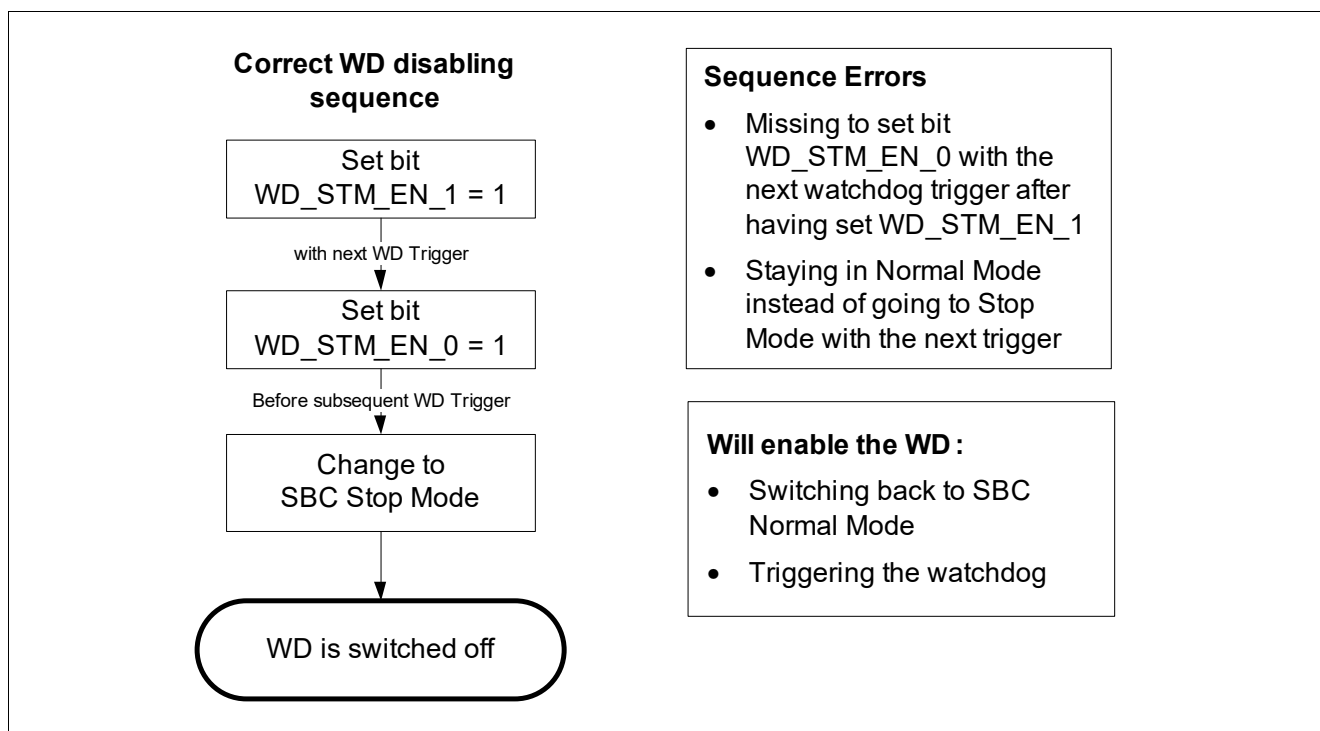 Correct WD disabling
sequence
Set bit
WD_STM_EN_1 = 1
with next WD Trigger
Set bit
WD_STM_EN_0 = 1
Before subsequent WD Trigger
Change to
SBC Stop Mode
WD is switched off
Sequence Errors
• Missing to set bit
WD_STM_EN_0 with the
next watchdog trigger after
having set WD_STM_EN_1
• Staying in Normal Mode
instead of going to Stop
Mode with the next trigger
Will enable the WD :
• Switching back to SBC
Normal Mode
• Triggering the watchdog